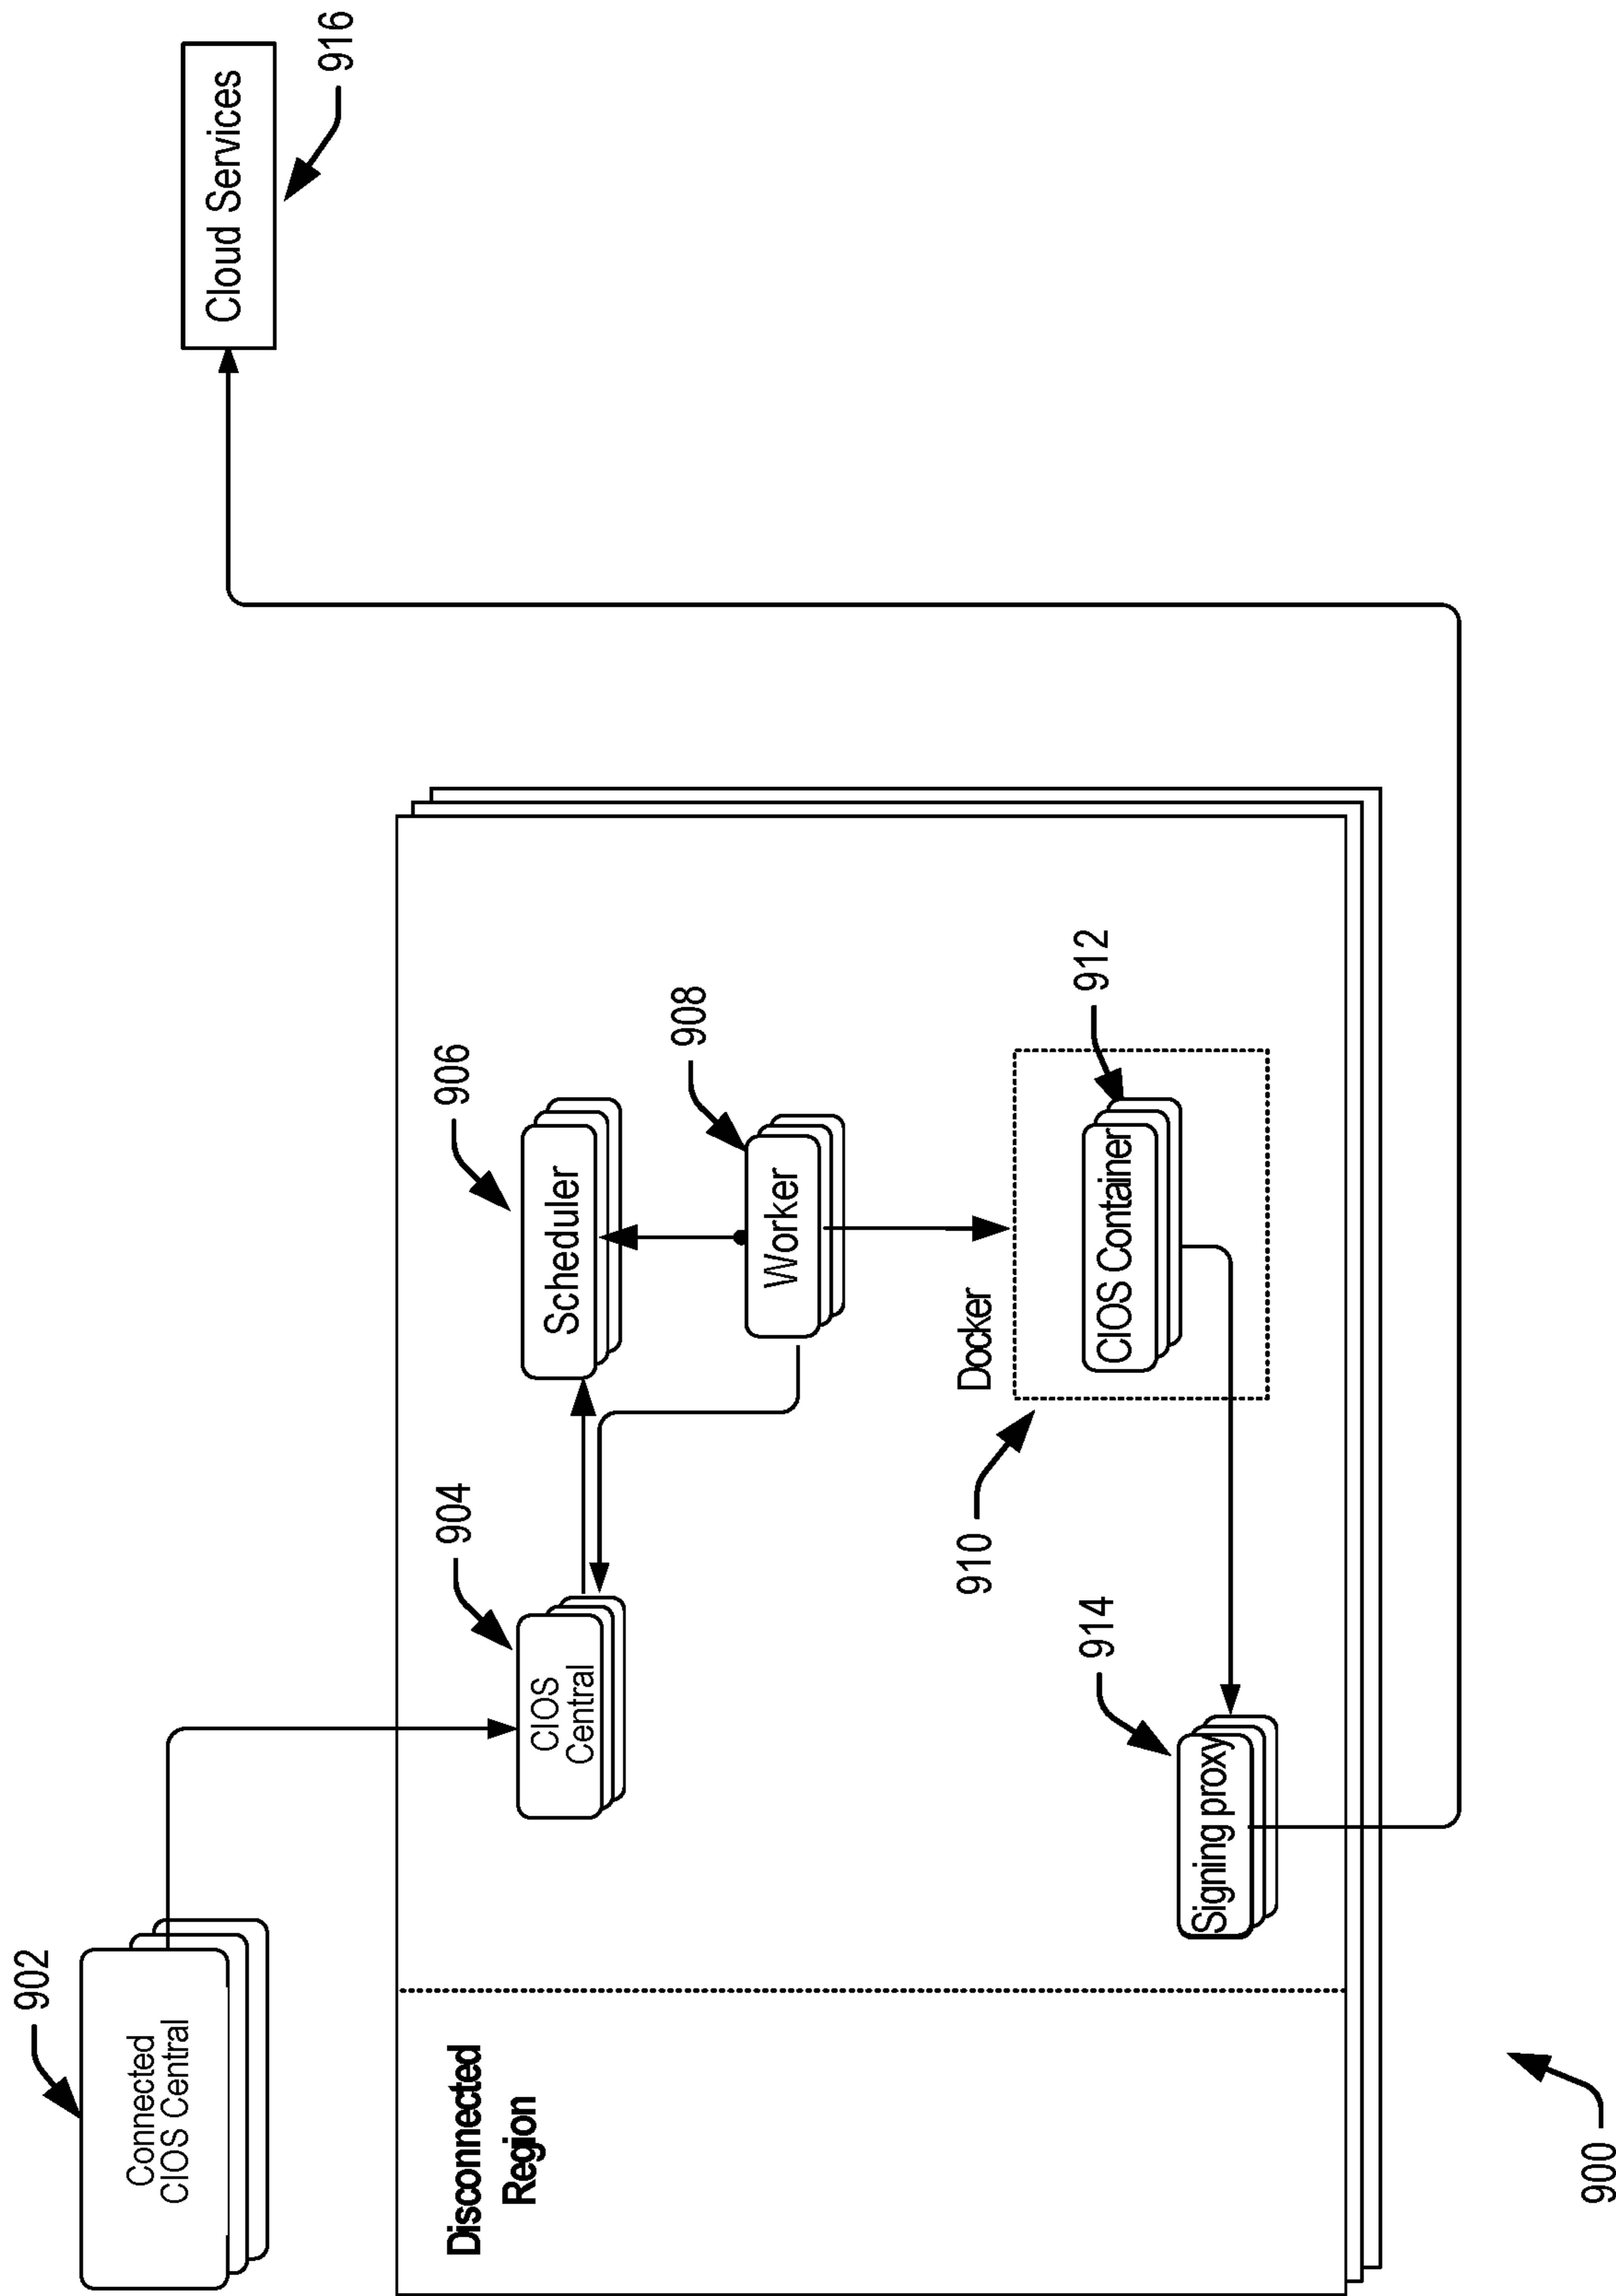 902
Connected
CIOS Central
Cloud Services
916
Disconnected
Region
904
CIOS
Central
906
Scheduler
908
Worker
Docker
910
912
CIOS Container
914
Signing proxy
900